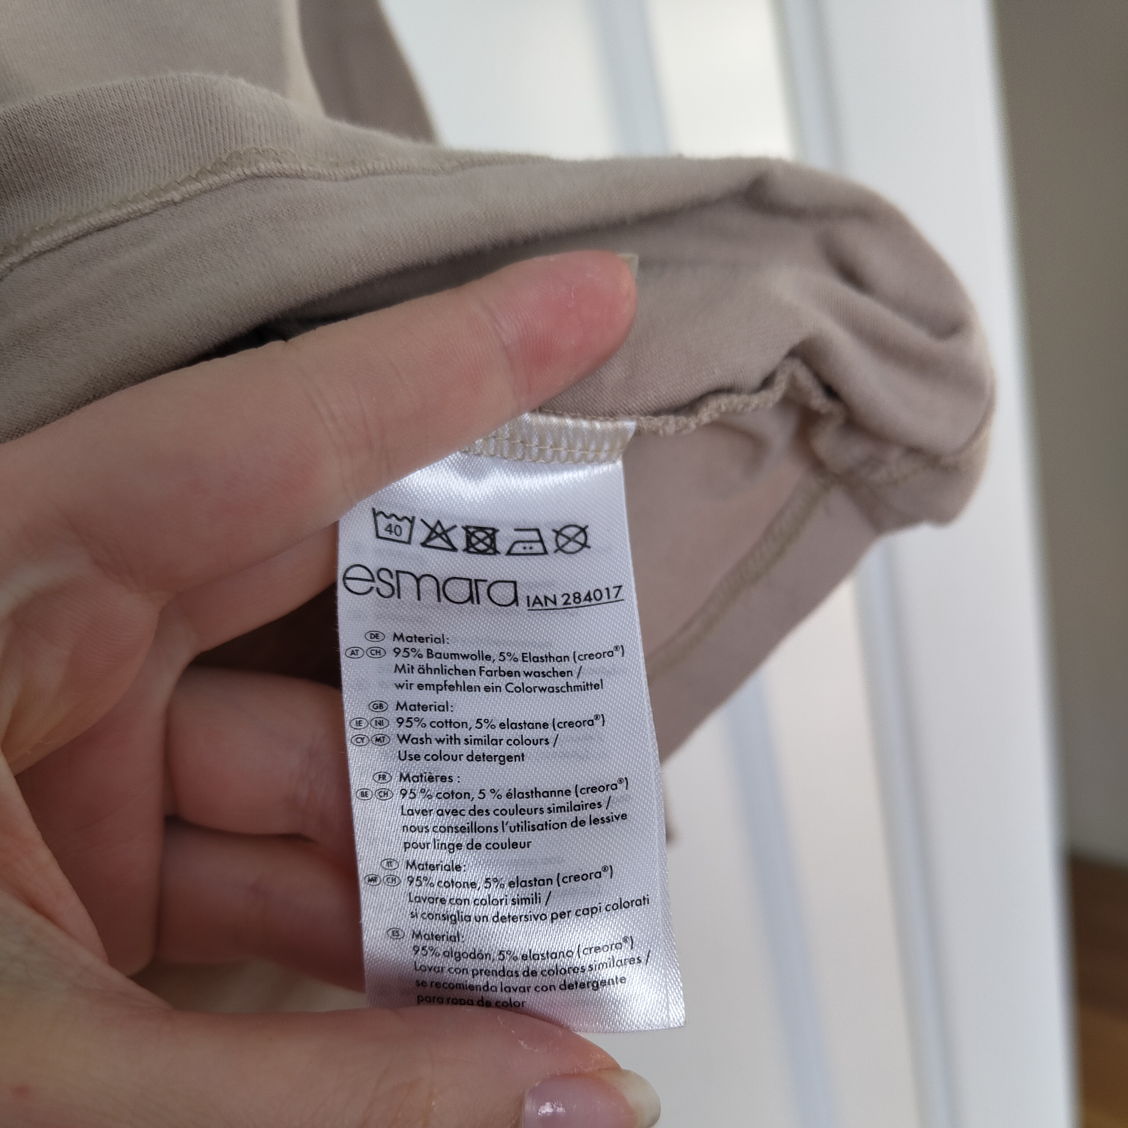 40
esmara IAN 284017
DE Material:
AT CH 95% Baumwolle, 5% Elasthan (creora®)
Mit ähnlichen Farben waschen /
wir empfehlen ein Colorwaschmittel
GB Material:
IE NI 95% cotton, 5% elastane (creora®)
CY MT Wash with similar colours /
Use colour detergent
FR Matières :
BE CH 95 % coton, 5 % élasthanne (creora®)
Laver avec des couleurs similaires /
nous conseillons l'utilisation de lessive
pour linge de couleur
IT Materiale:
MT CH 95% cotone, 5% elastan (creora®)
Lavare con colori simili /
si consiglia un detersivo per capi colorati
ES Material:
95% algodón, 5% elastano (creora®)
Lavar con prendas de colores similares /
se recomienda lavar con detergente
para ropa de color